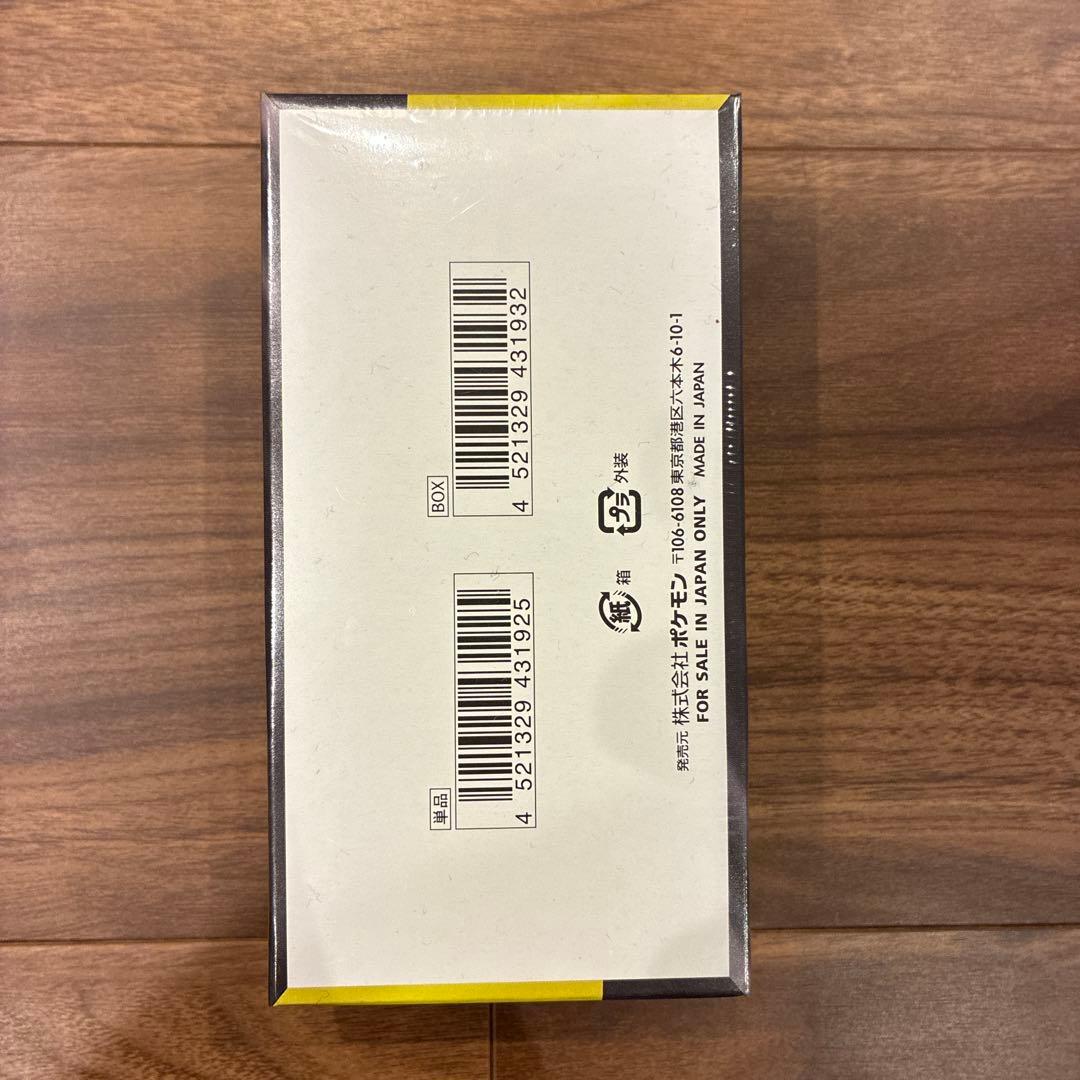 単品
4 521329 431925
BOX
4 521329 431932
紙 箱
プラ 外装
発売元 株式会社 ポケモン 〒106-6108 東京都港区六本木6-10-1
FOR SALE IN JAPAN ONLY MADE IN JAPAN